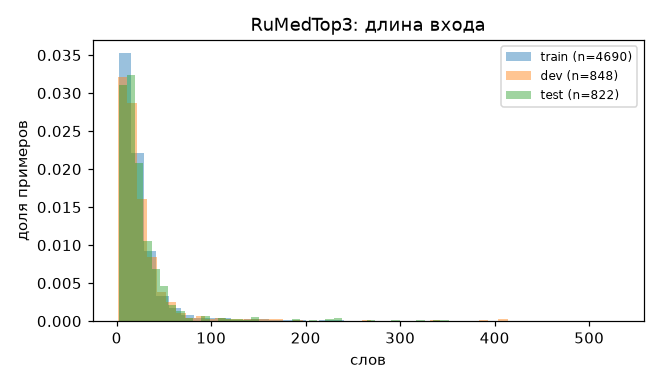 RuMedTop3: длина входа
train (n=4690)
dev (n=848)
test (n=822)
доля примеров
0.035
0.030
0.025
0.020
0.015
0.010
0.005
0.000
0 100 200 300 400 500
слов